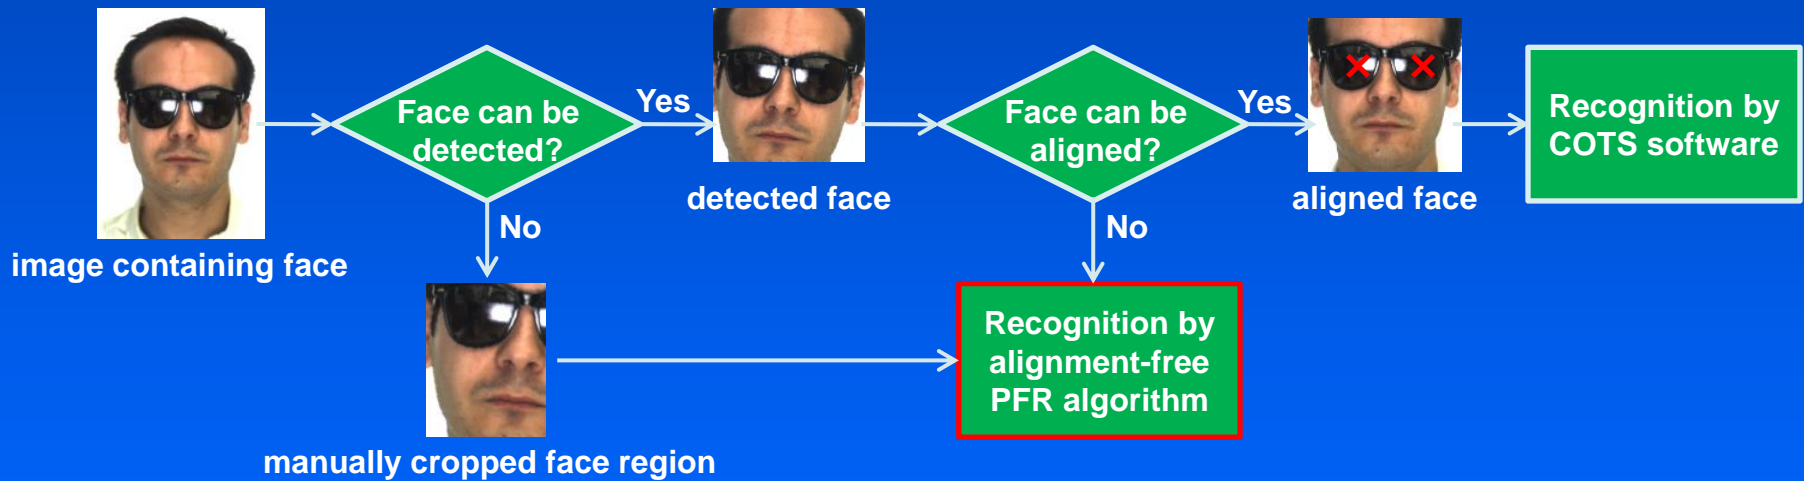 Face can be
detected?
Yes
No
image containing face
detected face
Face can be
aligned?
Yes
No
aligned face
Recognition by
COTS software
manually cropped face region
Recognition by
alignment-free
PFR algorithm